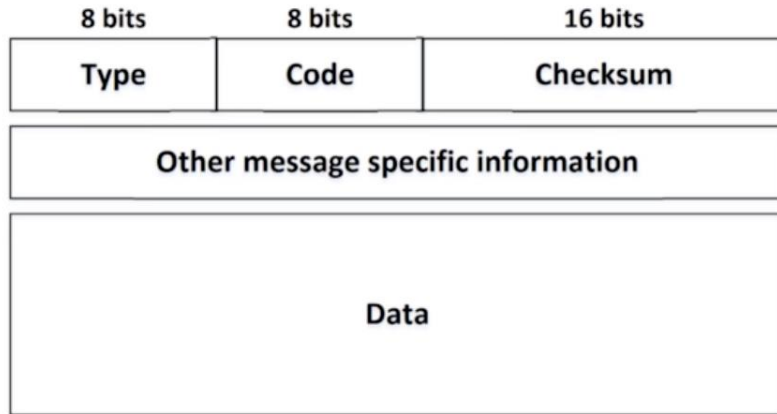 8 bits 8 bits 16 bits
Type Code Checksum
Other message specific information
Data